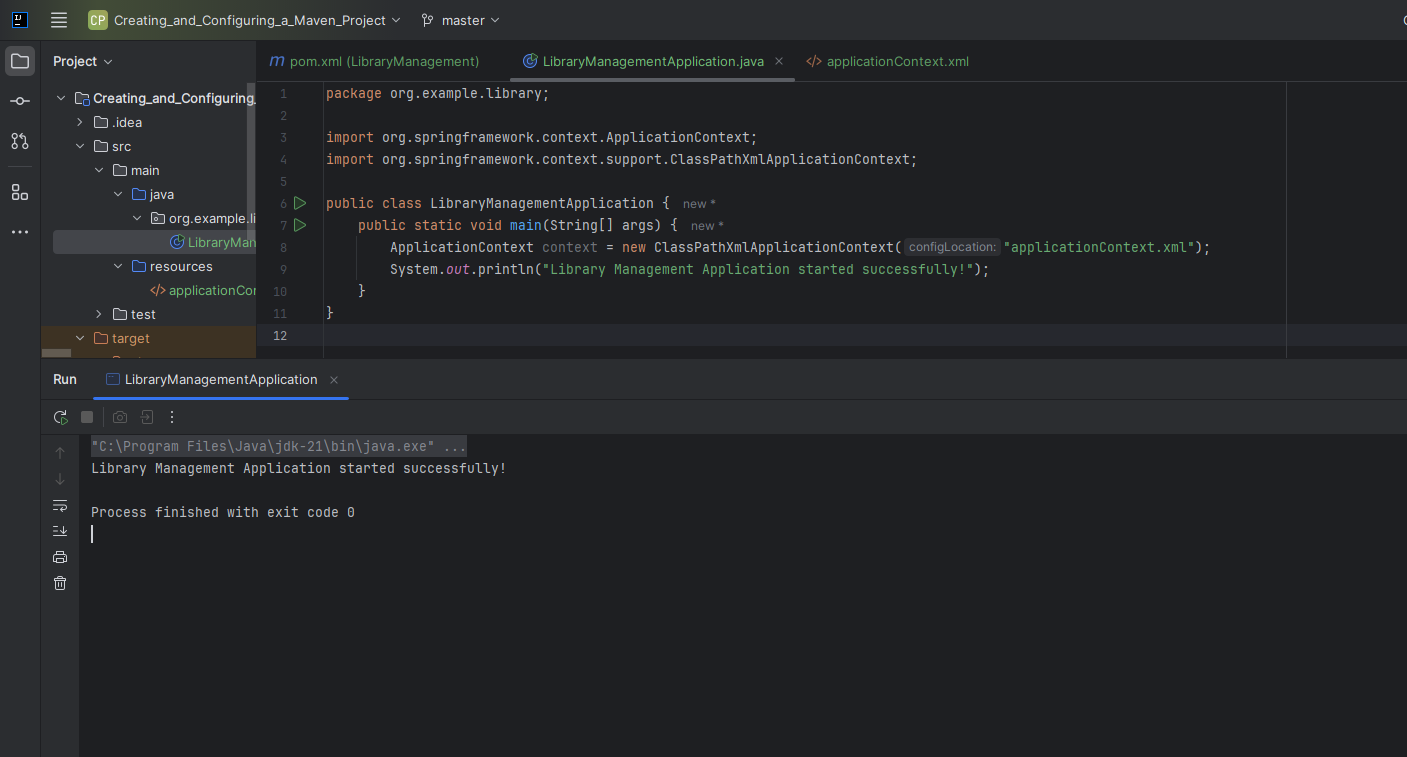 CP Creating_and_Configuring_a_Maven_Project master
Project
Creating_and_Configuring_
.idea
src
main
java
org.example.li
LibraryMan
resources
applicationCon
test
target
m pom.xml (LibraryManagement) LibraryManagementApplication.java </> applicationContext.xml
1 package org.example.library;
2
3 import org.springframework.context.ApplicationContext;
4 import org.springframework.context.support.ClassPathXmlApplicationContext;
5
6 public class LibraryManagementApplication { new *
7 public static void main(String[] args) { new *
8 ApplicationContext context = new ClassPathXmlApplicationContext( configLocation: "applicationContext.xml");
9 System.out.println("Library Management Application started successfully!");
10 }
11 }
12
Run LibraryManagementApplication
"C:\Program Files\Java\jdk-21\bin\java.exe" ...
Library Management Application started successfully!
Process finished with exit code 0